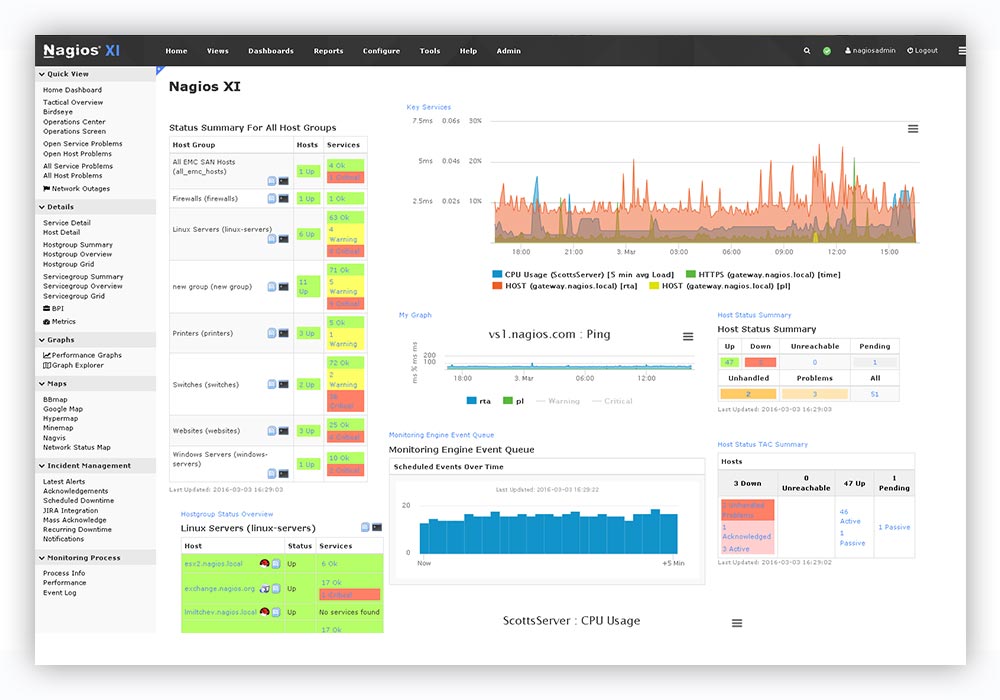 Nagios® XI
Home Views Dashboards Reports Configure Tools Help Admin
nagiosadmin Logout
Quick View
Home Dashboard
Tactical Overview
Birdseye
Operations Center
Operations Screen
Open Service Problems
Open Host Problems
All Service Problems
All Host Problems
Network Outages
Details
Service Detail
Host Detail
Hostgroup Summary
Hostgroup Overview
Hostgroup Grid
Servicegroup Summary
Servicegroup Overview
Servicegroup Grid
BPI
Metrics
Graphs
Performance Graphs
Graph Explorer
Maps
BBmap
Google Map
Hypermap
Minemap
Nagvis
Network Status Map
Incident Management
Latest Alerts
Acknowledgements
Scheduled Downtime
JIRA Integration
Mass Acknowledge
Recurring Downtime
Notifications
Monitoring Process
Process Info
Performance
Event Log
Nagios XI
Status Summary For All Host Groups
Host Group Hosts Services
All EMC SAN Hosts
(all_emc_hosts)
1 Up
4 Ok
Critical
Firewalls (firewalls) 1 Up 1 Ok
Linux Servers (linux-servers)
6 Up
63 Ok
4
Warning
Critical
new group (new group)
11
Up
71 Ok
5
Warning
Critical
Printers (printers)
3 Up
5 Ok
1
Warning
Switches (switches)
2 Up
72 Ok
2
Warning
Critical
Websites (websites)
3 Up
25 Ok
Critical
Windows Servers (windows-
servers)
1 Up
10 Ok
Critical
Last Updated: 2016-03-03 16:29:03
Hostgroup Status Overview
Linux Servers (linux-servers)
Host Status Services
esx2.nagios.local Up 6 Ok
exchange.nagios.org Up 17 Ok
1 Critical
lmiltchev.nagios.local Up No services found
17 Ok
Key Services
7.5ms 0.06s 30%
5ms 0.04s 20%
2.5ms 0.02s 10%
18:00 21:00 3. Mar 03:00 06:00 09:00 12:00 15:00
CPU Usage (ScottsServer) [5 min avg Load] HTTPS (gateway.nagios.local) [time]
HOST (gateway.nagios.local) [rta] HOST (gateway.nagios.local) [pl]
My Graph
vs1.nagios.com : Ping
ms % ms ms
200
100
18:00 3. Mar 06:00 12:00
rta pl Warning Critical
Monitoring Engine Event Queue
Monitoring Engine Event Queue
Scheduled Events Over Time
Last Updated: 2016-03-03 16:29:22
20
0
Now +5 Min
ScottsServer : CPU Usage
Host Status Summary
Host Status Summary
Up Down Unreachable Pending
47 0 1
Unhandled Problems All
2 3 51
Last Updated: 2016-03-03 16:29:03
Host Status TAC Summary
Hosts
3 Down
0
Unreachable
47 Up
1
Pending
Unhandled
Problems
1
Acknowledged
3 Active
46
Active
1
Passive
1 Passive
Last Updated: 2016-03-03 16:29:02